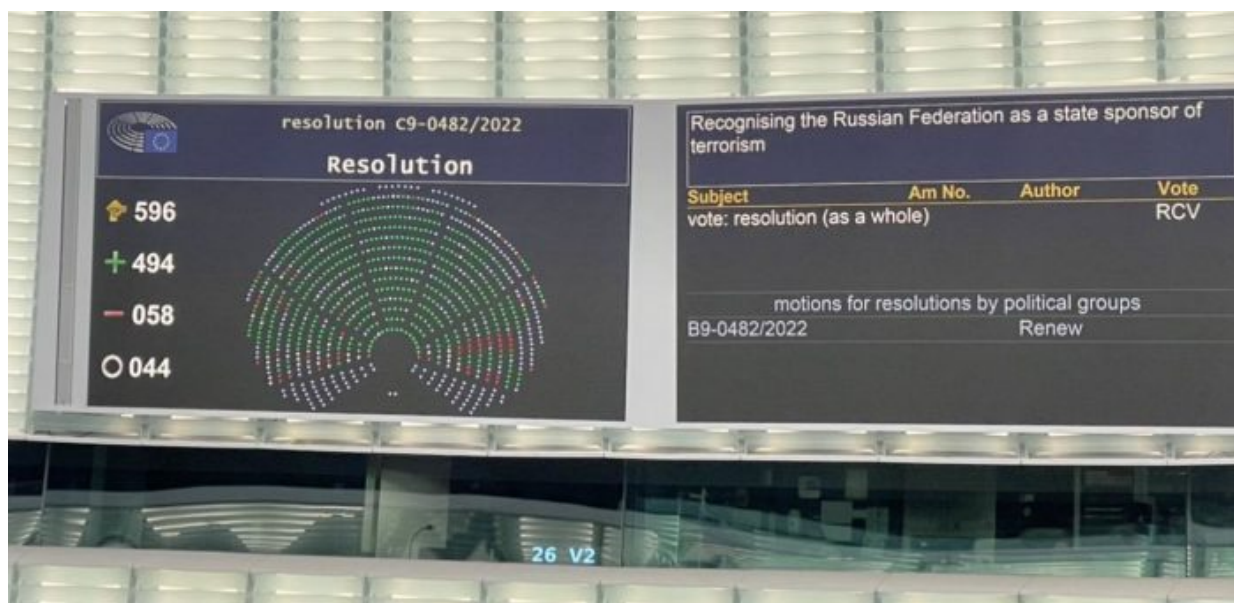 resolution C9-0482/2022
Resolution
596
+ 494
- 058
044
Recognising the Russian Federation as a state sponsor of
terrorism
Subject Am No. Author Vote
vote: resolution (as a whole) RCV
motions for resolutions by political groups
B9-0482/2022 Renew
26 V2